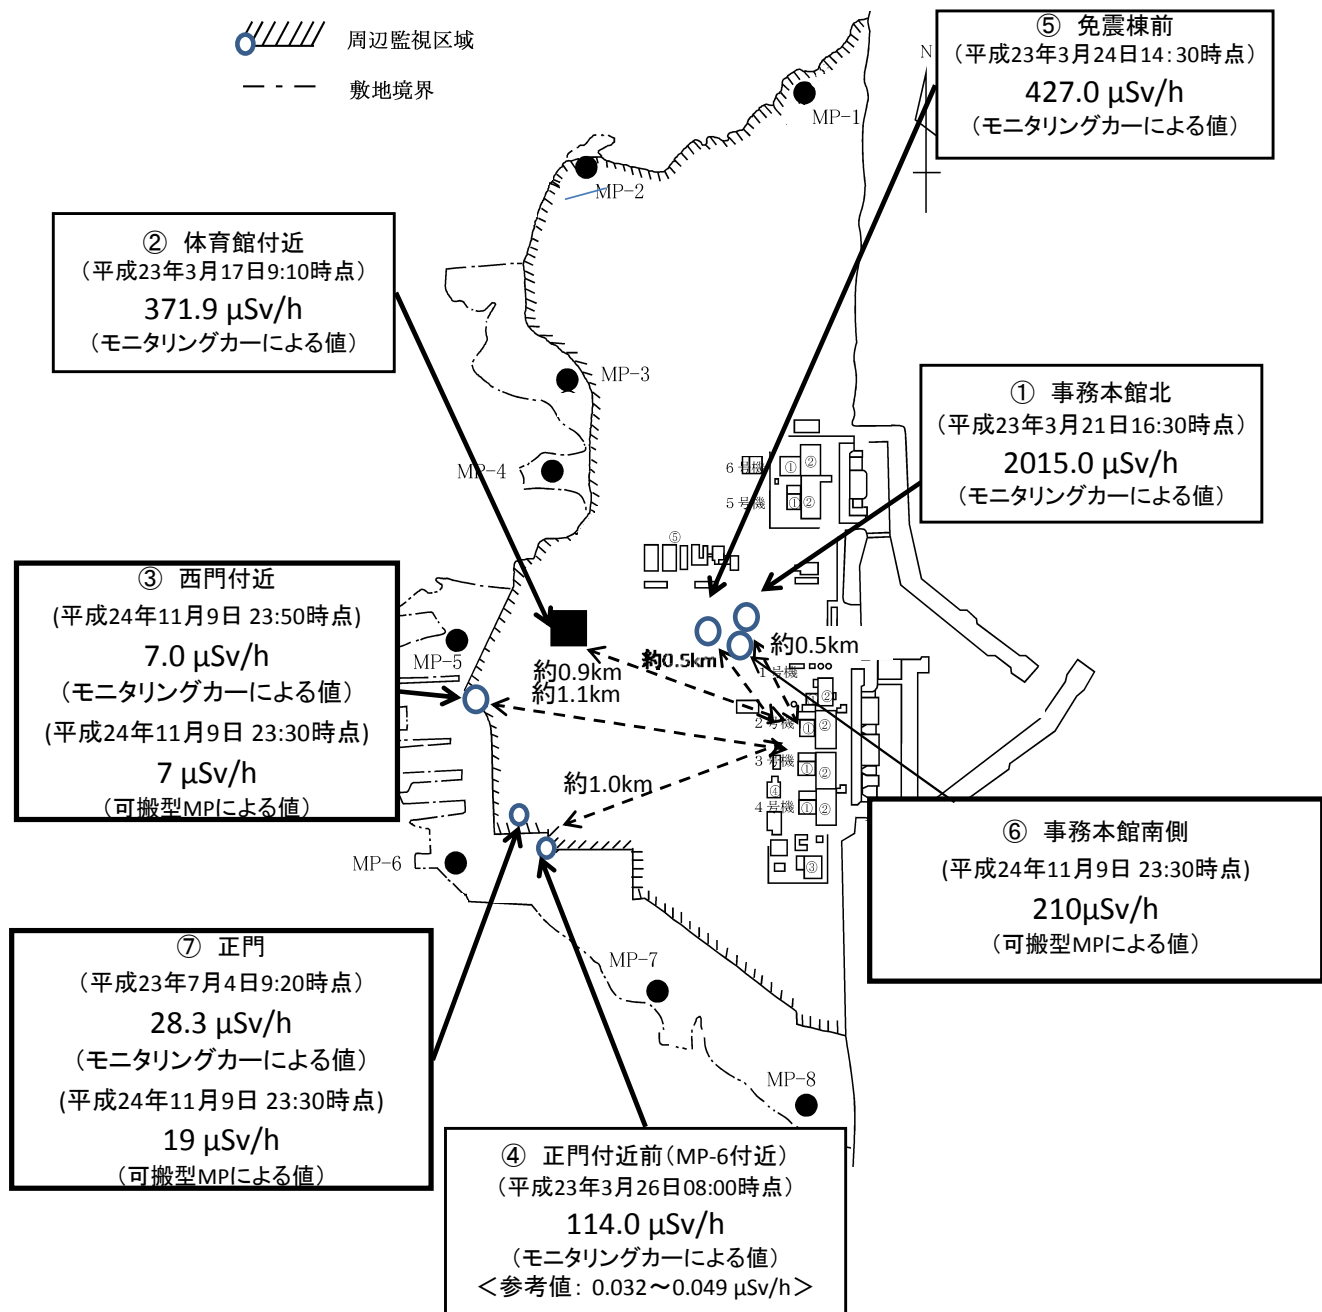 周辺監視区域
敷地境界
⑤ 免震棟前
(平成23年3月24日14:30時点)
427.0 μSv/h
(モニタリングカーによる値)
N
MP-1
MP-2
② 体育館付近
(平成23年3月17日9:10時点)
371.9 μSv/h
(モニタリングカーによる値)
MP-3
① 事務本館北
(平成23年3月21日16:30時点)
2015.0 μSv/h
(モニタリングカーによる値)
MP-4
6号機
① ②
5号機
① ②
⑤
③ 西門付近
(平成24年11月9日 23:50時点)
7.0 μSv/h
(モニタリングカーによる値)
(平成24年11月9日 23:30時点)
7 μSv/h
(可搬型MPによる値)
MP-5
約0.9km
約1.1km
約0.5km
約0.5km
1号機
②
2号機
① ②
3号機
① ②
④
4号機
① ②
③
約1.0km
MP-6
⑥ 事務本館南側
(平成24年11月9日 23:30時点)
210μSv/h
(可搬型MPによる値)
⑦ 正門
(平成23年7月4日9:20時点)
28.3 μSv/h
(モニタリングカーによる値)
(平成24年11月9日 23:30時点)
19 μSv/h
(可搬型MPによる値)
MP-7
MP-8
④ 正門付近前(MP-6付近)
(平成23年3月26日08:00時点)
114.0 μSv/h
(モニタリングカーによる値)
<参考値: 0.032～0.049 μSv/h>